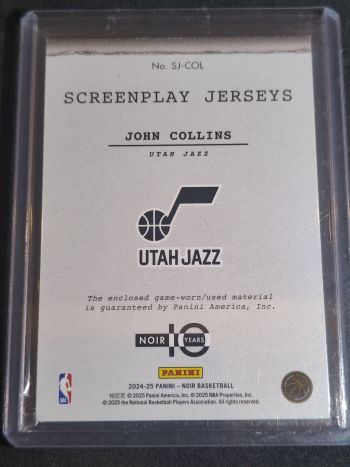 No. SJ-COL
SCREENPLAY JERSEYS
JOHN COLLINS
UTAH JAZZ
UTAH JAZZ
The enclosed game-worn/used material
is guaranteed by Panini America, Inc.
NOIR 10 YEARS
PANINI
2024-25 PANINI – NOIR BASKETBALL
© 2025 Panini America, Inc. © 2025 NBA Properties, Inc.
© 2025 the National Basketball Players Association. All rights reserved.